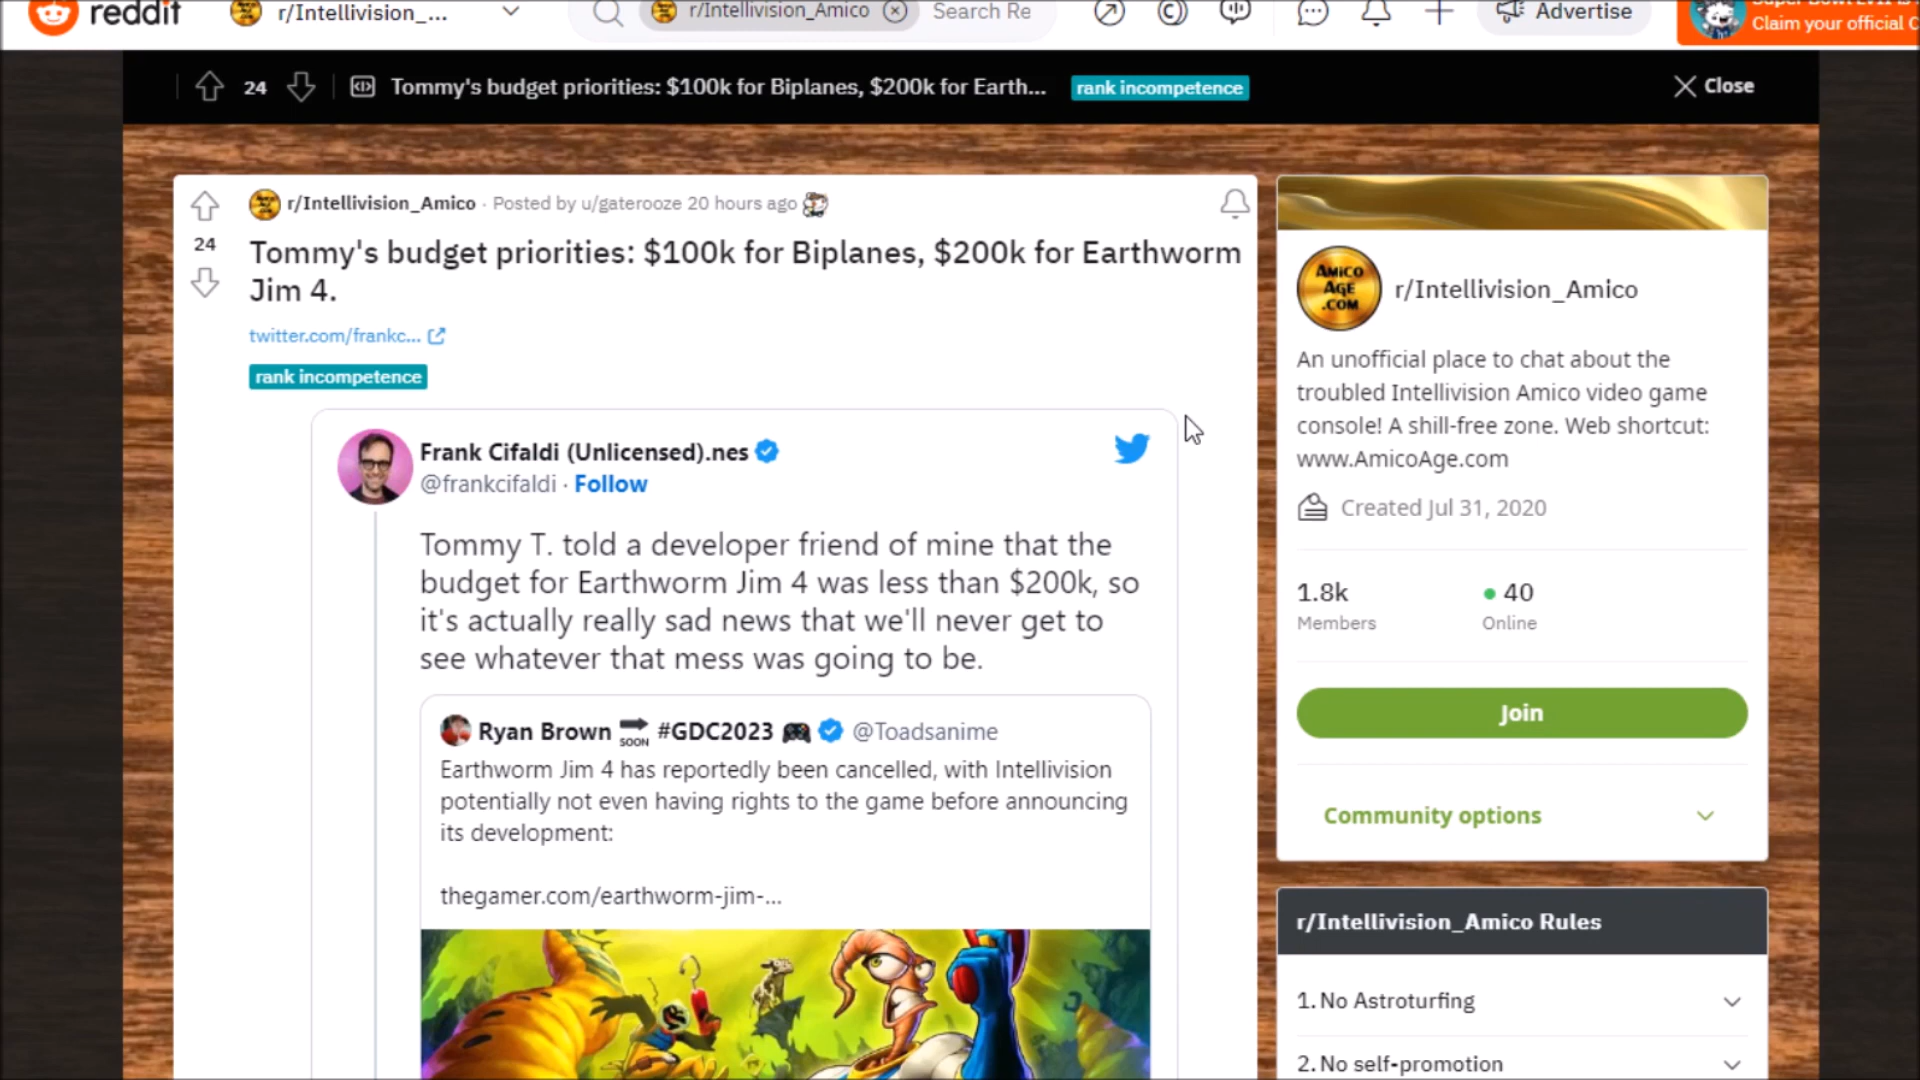 reddit
r/Intellivision_...
r/Intellivision_Amico
Search Re
Advertise
Claim your official
24
Tommy's budget priorities: $100k for Biplanes, $200k for Earth...
rank incompetence
Close
r/Intellivision_Amico · Posted by u/gaterooze 20 hours ago
24
Tommy's budget priorities: $100k for Biplanes, $200k for Earthworm
Jim 4.
twitter.com/frankc...
rank incompetence
Frank Cifaldi (Unlicensed).nes
@frankcifaldi · Follow
Tommy T. told a developer friend of mine that the
budget for Earthworm Jim 4 was less than $200k, so
it's actually really sad news that we'll never get to
see whatever that mess was going to be.
Ryan Brown SOON #GDC2023 @Toadsanime
Earthworm Jim 4 has reportedly been cancelled, with Intellivision
potentially not even having rights to the game before announcing
its development:
thegamer.com/earthworm-jim-...
AMICO
AGE
.COM
r/Intellivision_Amico
An unofficial place to chat about the
troubled Intellivision Amico video game
console! A shill-free zone. Web shortcut:
www.AmicoAge.com
Created Jul 31, 2020
1.8k
Members
40
Online
Join
Community options
r/Intellivision_Amico Rules
1. No Astroturfing
2. No self-promotion